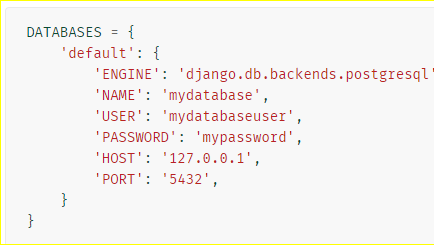 DATABASES = {
    'default': {
        'ENGINE': 'django.db.backends.postgresql'
        'NAME': 'mydatabase',
        'USER': 'mydatabaseuser',
        'PASSWORD': 'mypassword',
        'HOST': '127.0.0.1',
        'PORT': '5432',
    }
}